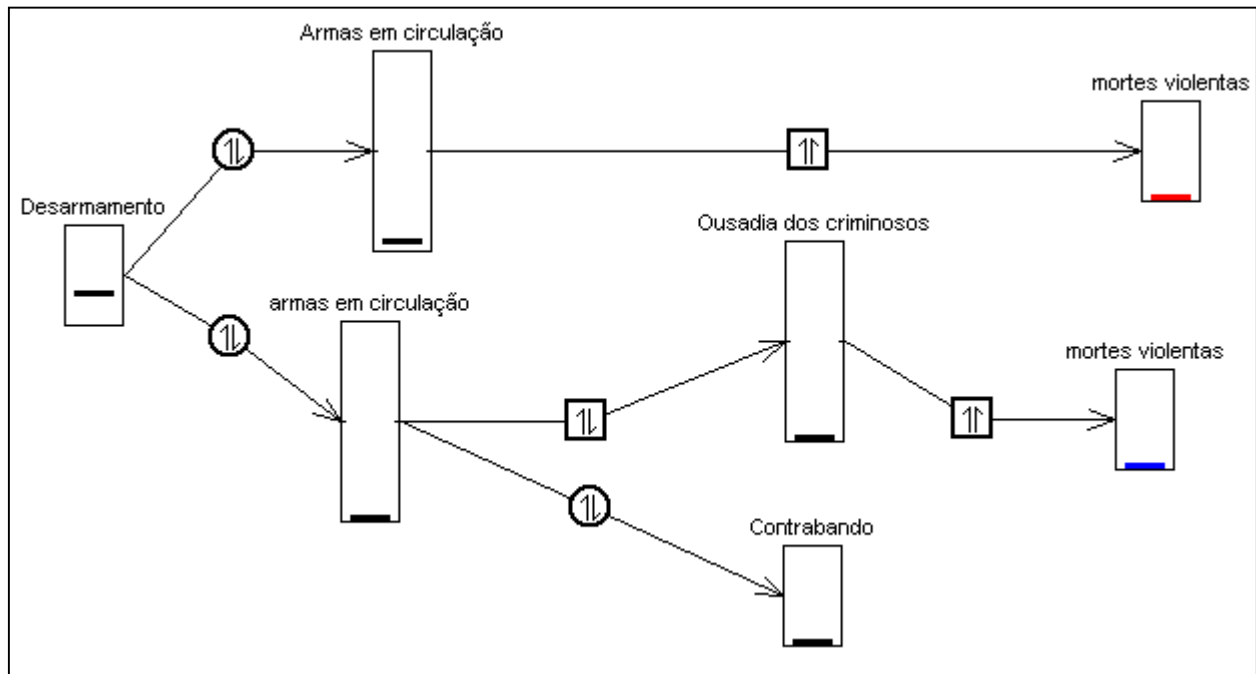 Armas em circulação
mortes violentas
Desarmamento
Ousadia dos criminosos
armas em circulação
mortes violentas
Contrabando